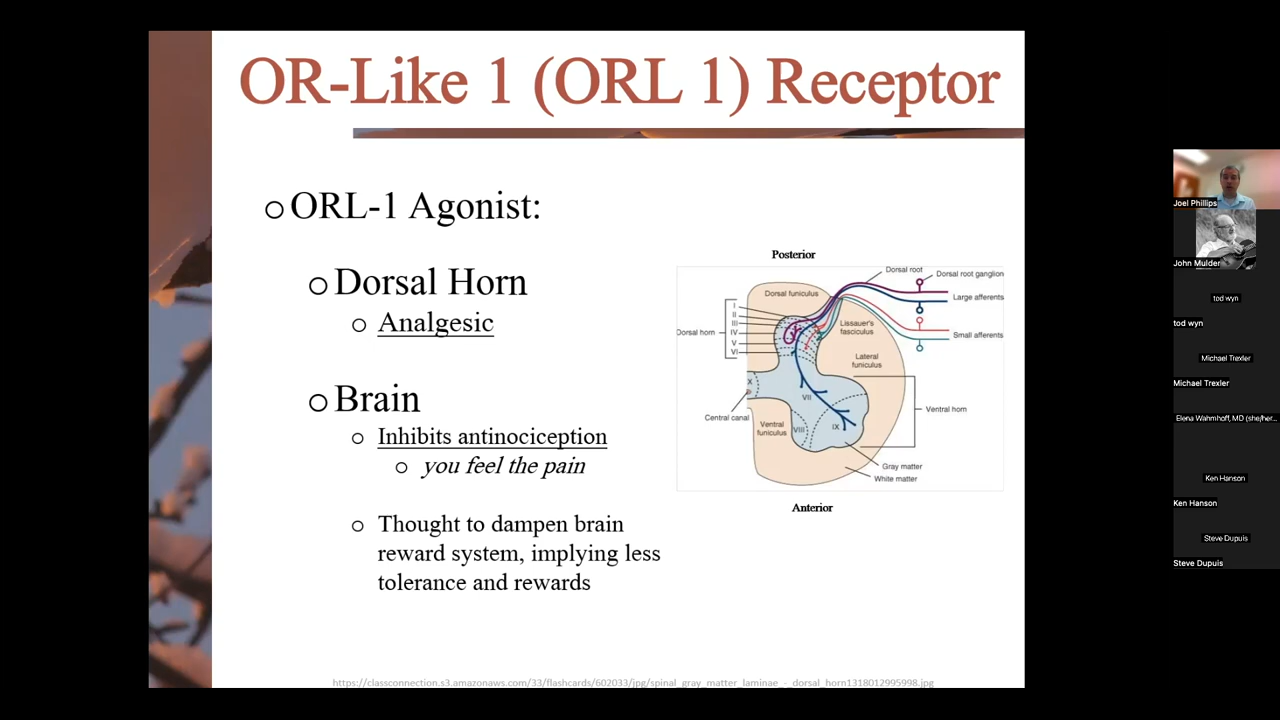 OR-Like 1 (ORL 1) Receptor
ORL-1 Agonist:
Dorsal Horn
Analgesic
Brain
Inhibits antinociception
you feel the pain
Thought to dampen brain
reward system, implying less
tolerance and rewards
Posterior
Dorsal root
Dorsal root ganglion
Large afferents
Small afferents
Dorsal funiculus
I
II
III
Dorsal horn
IV
V
VI
Lissauer's
fasciculus
Lateral
funiculus
X
VII
Central canal
Ventral
funiculus
VIII
IX
Ventral horn
Gray matter
White matter
Anterior
https://classconnection.s3.amazonaws.com/33/flashcards/602033/jpg/spinal_gray_matter_laminae_-_dorsal_horn1318012995998.jpg
Joel Phillips
John Mulder
tod wyn
tod wyn
Michael Trexler
Michael Trexler
Elena Wahmhoff, MD (she/her...
Ken Hanson
Ken Hanson
Steve Dupuis
Steve Dupuis